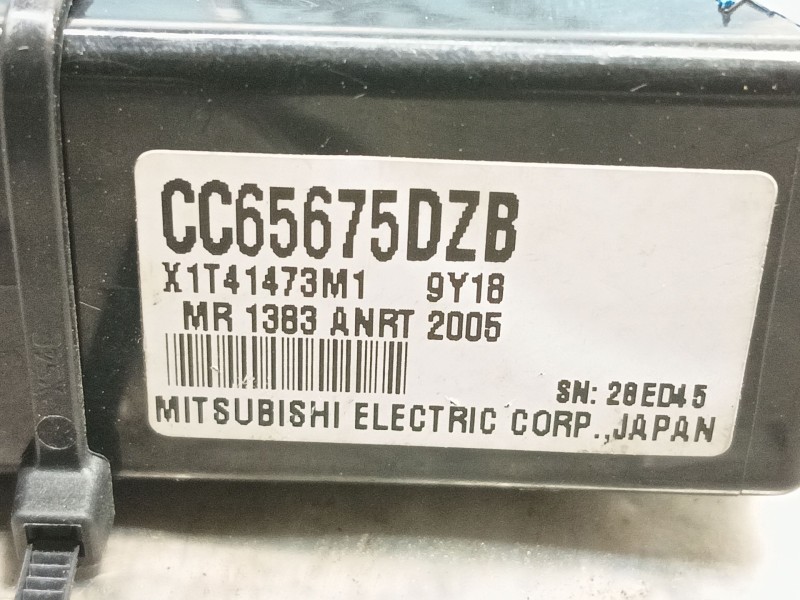 CC65675DZB
X1T41473M1 9Y18
MR 1383 ANRT 2005
SN: 28ED45
MITSUBISHI ELECTRIC CORP.,JAPAN